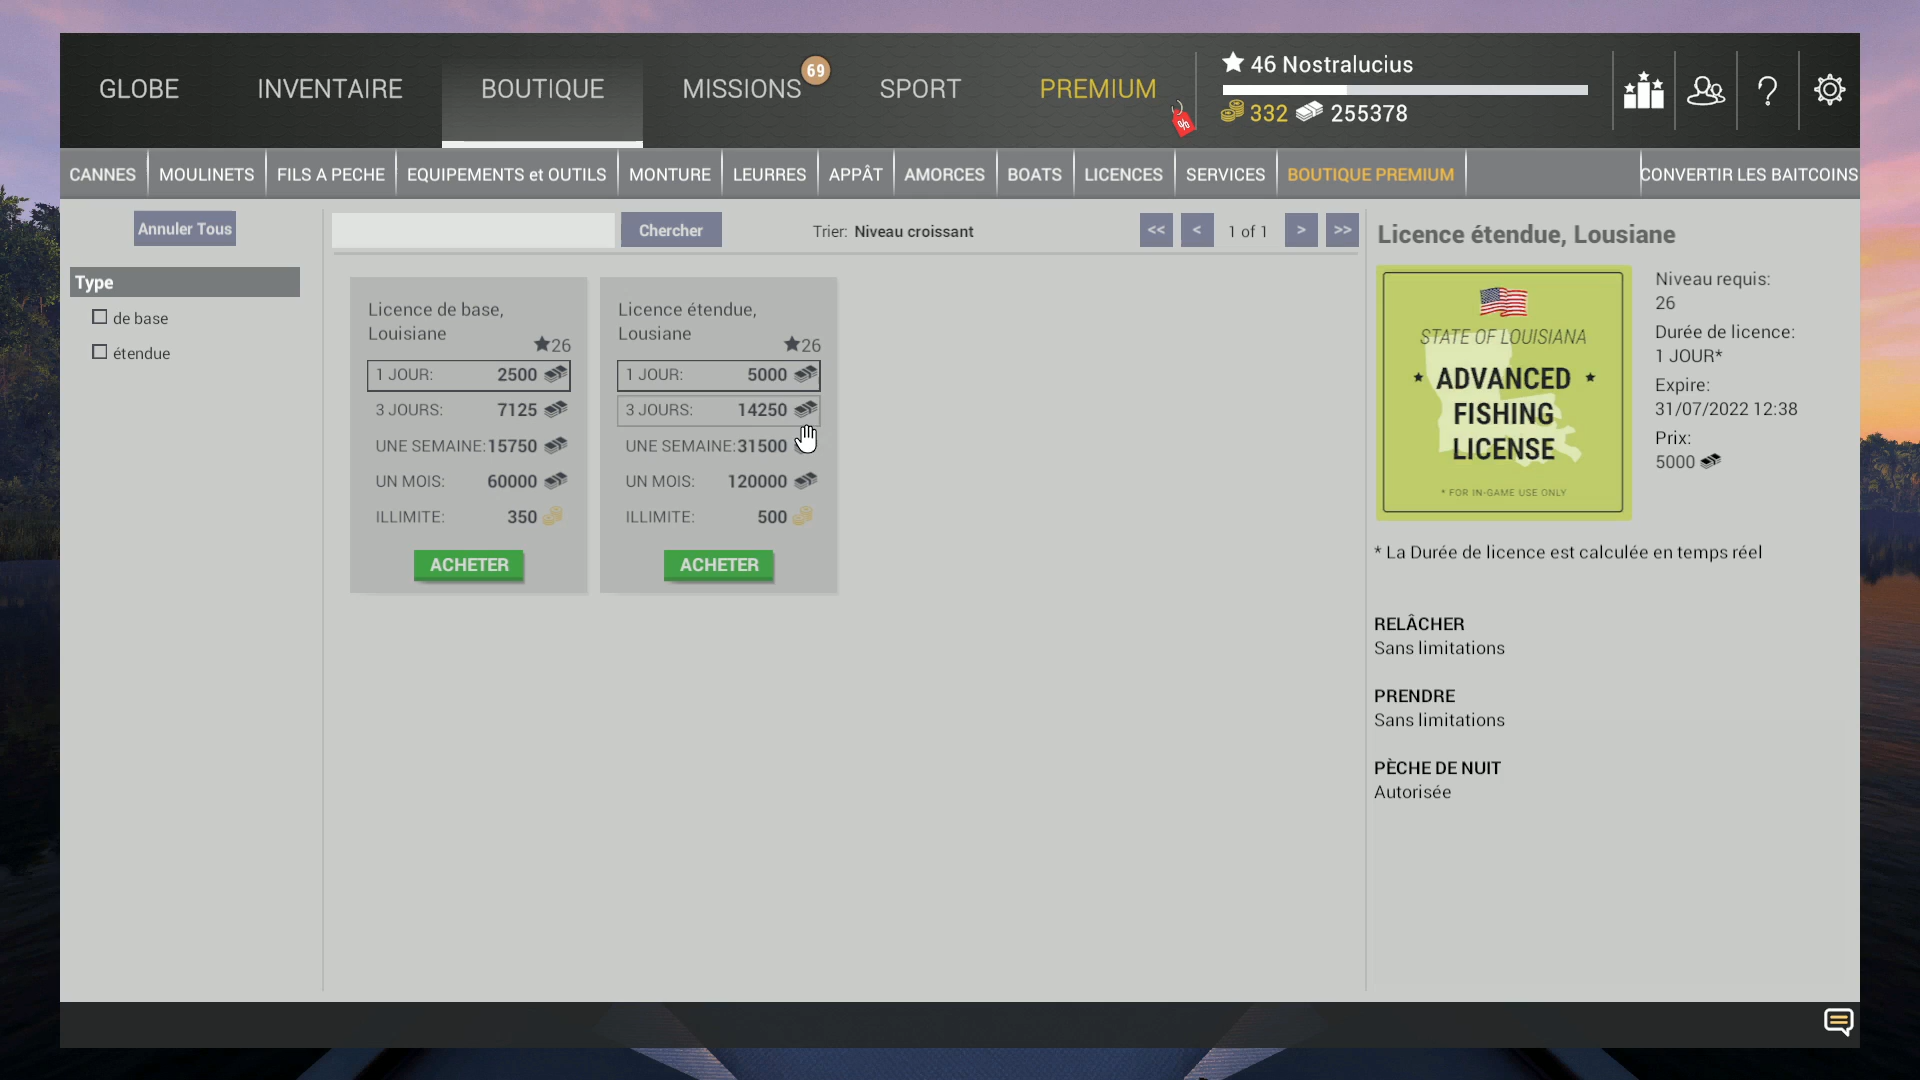 GLOBE INVENTAIRE BOUTIQUE MISSIONS 69 SPORT PREMIUM %
46 Nostralucius
332 255378
?
CANNES MOULINETS FILS A PECHE EQUIPEMENTS et OUTILS MONTURE LEURRES APPÂT AMORCES BOATS LICENCES SERVICES BOUTIQUE PREMIUM CONVERTIR LES BAITCOINS
Annuler Tous
Type
de base
étendue
Chercher Trier: Niveau croissant << < 1 of 1 > >>
Licence de base,
Louisiane
26
1 JOUR: 2500
3 JOURS: 7125
UNE SEMAINE: 15750
UN MOIS: 60000
ILLIMITE: 350
ACHETER
Licence étendue,
Lousiane
26
1 JOUR: 5000
3 JOURS: 14250
UNE SEMAINE: 31500
UN MOIS: 120000
ILLIMITE: 500
ACHETER
Licence étendue, Lousiane
STATE OF LOUISIANA
ADVANCED
FISHING
LICENSE
* FOR IN-GAME USE ONLY
Niveau requis:
26
Durée de licence:
1 JOUR*
Expire:
31/07/2022 12:38
Prix:
5000
* La Durée de licence est calculée en temps réel
RELÂCHER
Sans limitations
PRENDRE
Sans limitations
PÈCHE DE NUIT
Autorisée